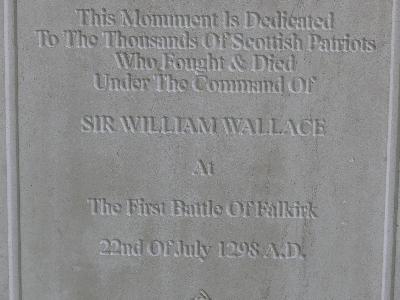 This Monument Is Dedicated
To The Thousands Of Scottish Patriots
Who Fought & Died
Under The Command Of
SIR WILLIAM WALLACE
At
The First Battle Of Falkirk
22nd Of July 1298 A.D.